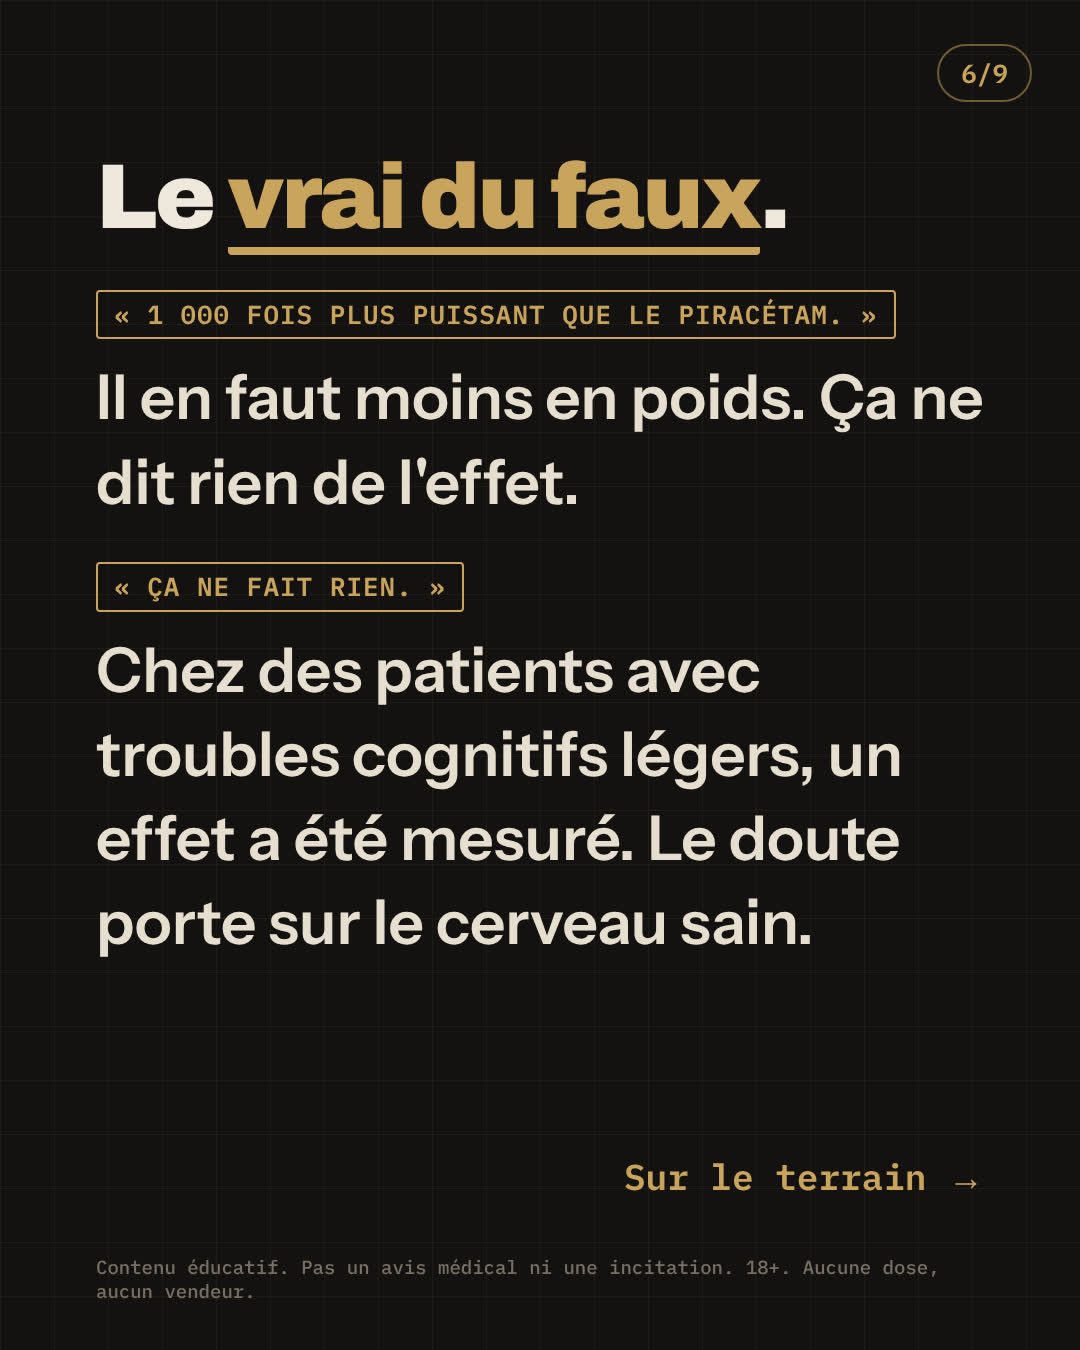 6/9
Le vrai du faux.
« 1 000 FOIS PLUS PUISSANT QUE LE PIRACÉTAM. »
Il en faut moins en poids. Ça ne
dit rien de l'effet.
« ÇA NE FAIT RIEN. »
Chez des patients avec
troubles cognitifs légers, un
effet a été mesuré. Le doute
porte sur le cerveau sain.
Sur le terrain →
Contenu éducatif. Pas un avis médical ni une incitation. 18+. Aucune dose,
aucun vendeur.